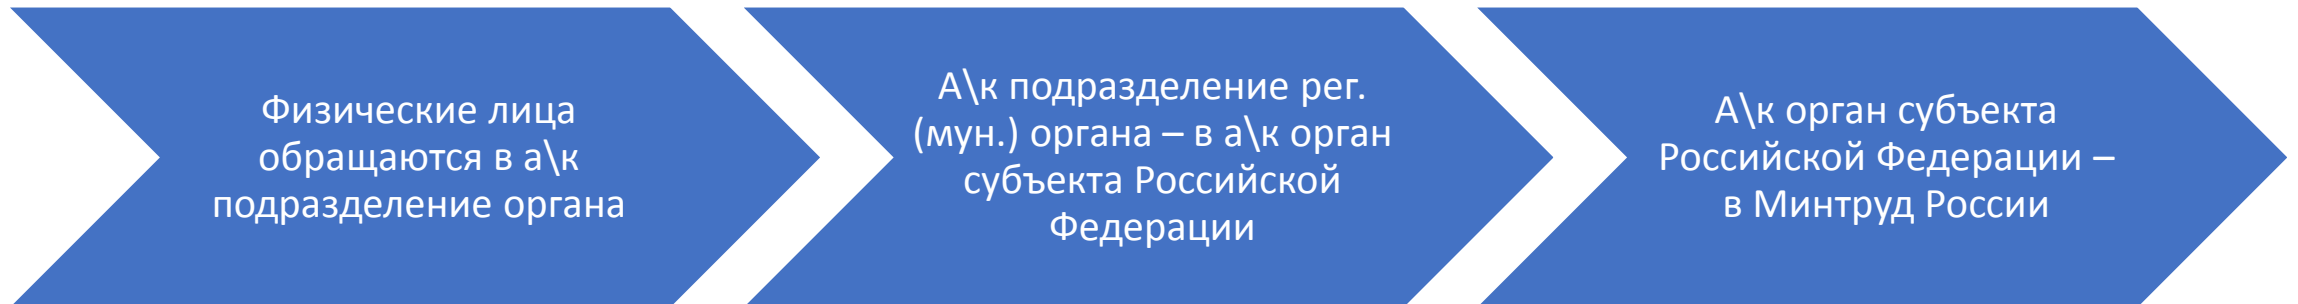 Физические лица
обращаются в а\к
подразделение органа
А\к подразделение рег.
(мун.) органа – в а\к орган
субъекта Российской
Федерации
А\к орган субъекта
Российской Федерации –
в Минтруд России